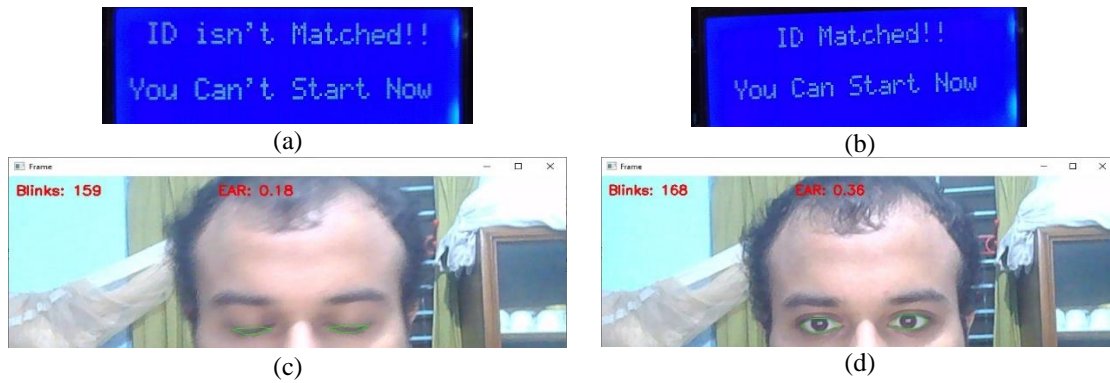 ID isn't Matched!!
You Can't Start Now
(a)
ID Matched!!
You Can Start Now
(b)
Frame
Blinks: 159 EAR: 0.18
(c)
Frame
Blinks: 168 EAR: 0.36
(d)